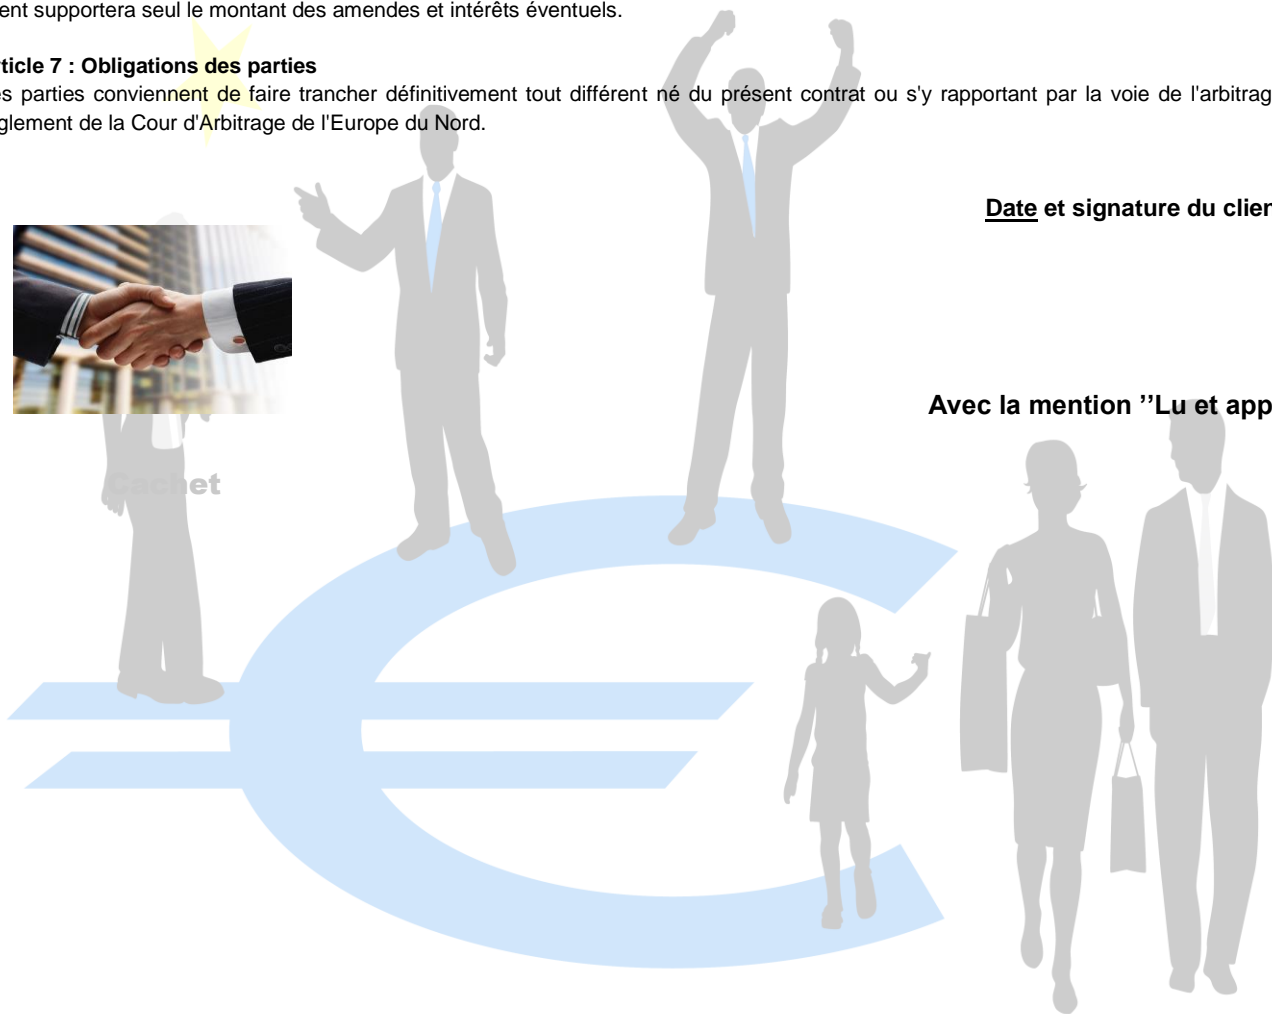 ent supportera seul le montant des amendes et intérêts éventuels.
ticle 7 : Obligations des parties
s parties conviennent de faire trancher définitivement tout différent né du présent contrat ou s'y rapportant par la voie de l'arbitrag
glement de la Cour d'Arbitrage de l'Europe du Nord.
Date et signature du clien
Avec la mention ’’Lu et app
Cachet